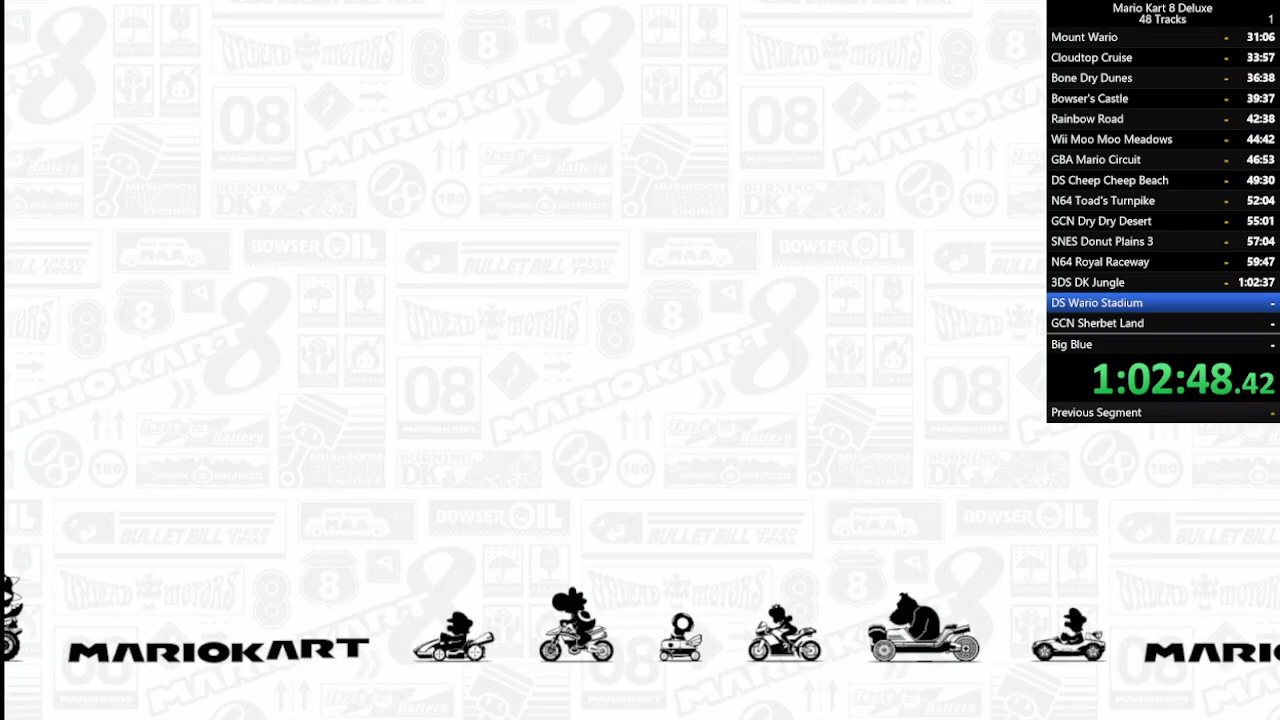 Mario Kart 8 Deluxe
48 Tracks 1
Mount Wario - 31:06
Cloudtop Cruise - 33:57
Bone Dry Dunes - 36:38
Bowser's Castle - 39:37
Rainbow Road - 42:38
Wii Moo Moo Meadows - 44:42
GBA Mario Circuit - 46:53
DS Cheep Cheep Beach - 49:30
N64 Toad's Turnpike - 52:04
GCN Dry Dry Desert - 55:01
SNES Donut Plains 3 - 57:04
N64 Royal Raceway - 59:47
3DS DK Jungle - 1:02:37
DS Wario Stadium -
GCN Sherbet Land -
Big Blue -
1:02:48.42
Previous Segment -
MARIOKART